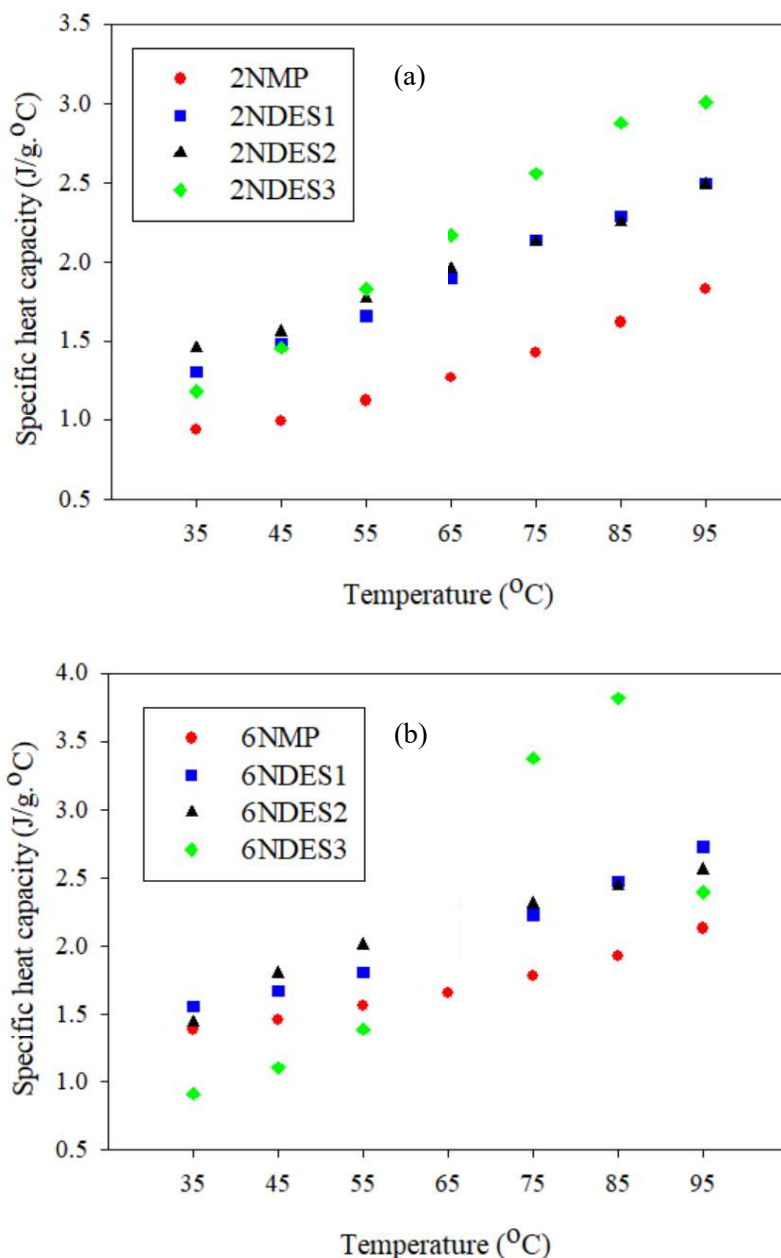 3.5
3.0
2.5
2.0
1.5
1.0
0.5
Specific heat capacity (J/g.°C)
2NMP
2NDES1
2NDES2
2NDES3
(a)
35 45 55 65 75 85 95
Temperature (°C)
4.0
3.5
3.0
2.5
2.0
1.5
1.0
0.5
Specific heat capacity (J/g.°C)
6NMP
6NDES1
6NDES2
6NDES3
(b)
35 45 55 65 75 85 95
Temperature (°C)